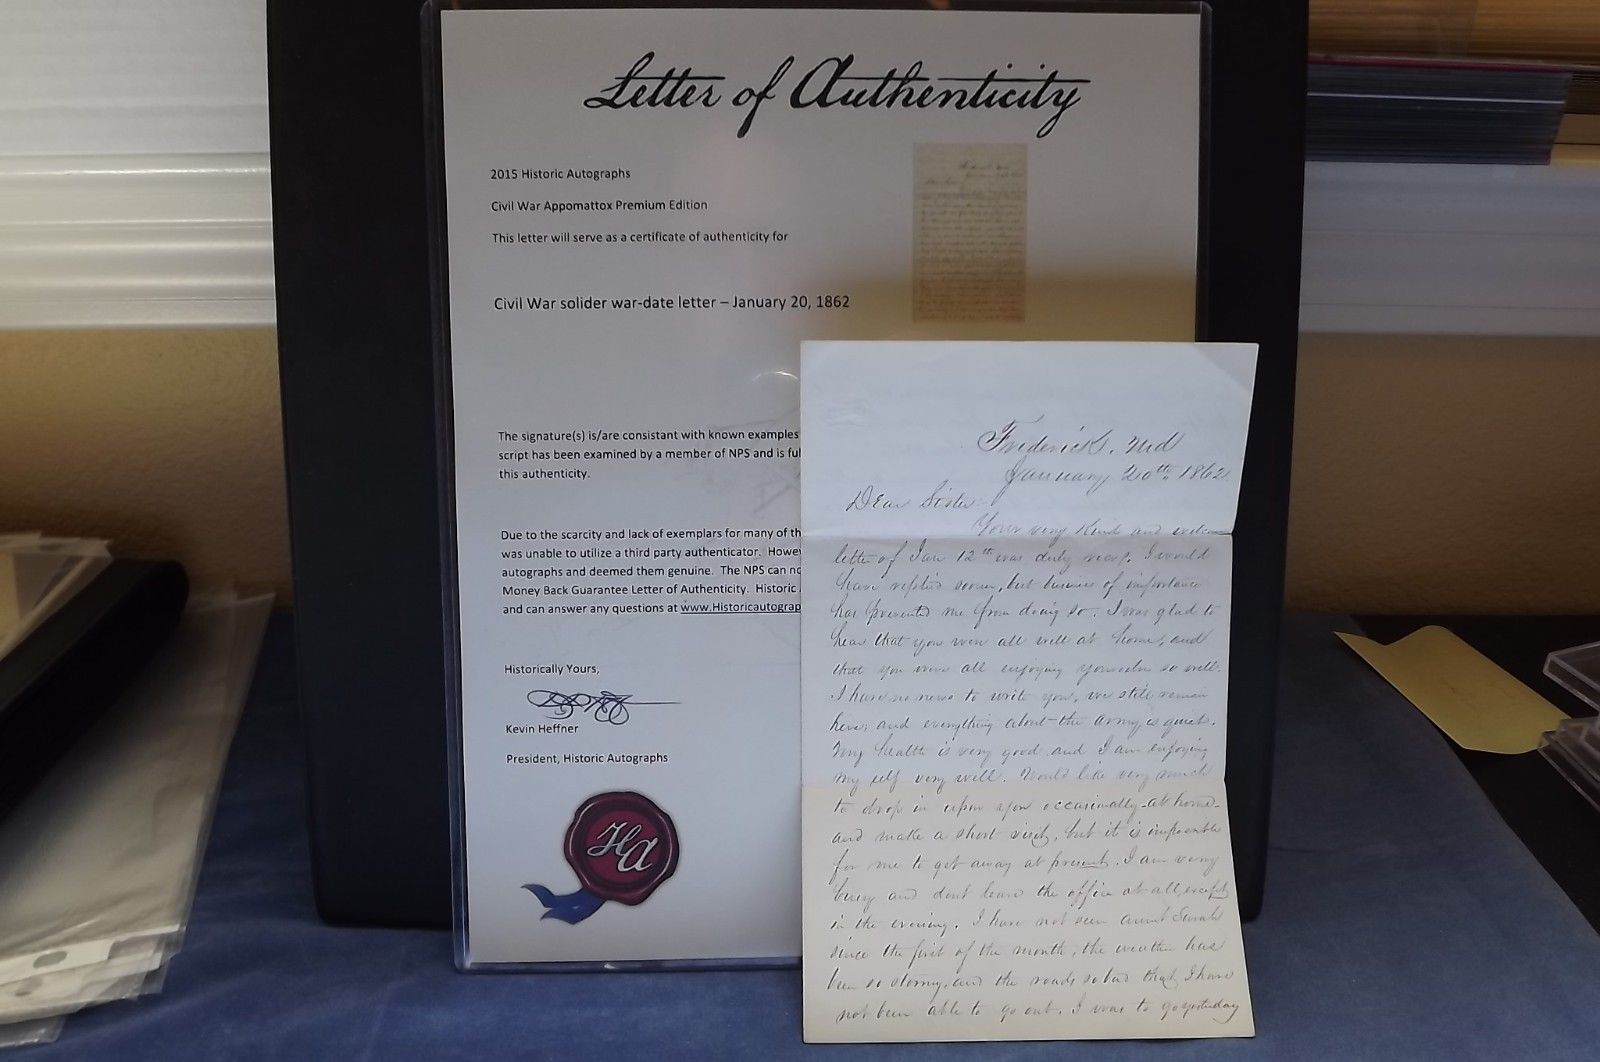 Letter of Authenticity
2015 Historic Autographs
Civil War Appomattox Premium Edition
This letter will serve as a certificate of authenticity for
Civil War solider war-date letter – January 20, 1862
The signature(s) is/are consistant with known examples
script has been examined by a member of NPS and is ful
this authenticity.
Due to the scarcity and lack of exemplars for many of th
was unable to utilize a third party authenticator. Howev
autographs and deemed them genuine. The NPS can no
Money Back Guarantee Letter of Authenticity. Historic
and can answer any questions at www.Historicautograp
Historically Yours,
Kevin Heffner
President, Historic Autographs
HA
Frederick, Md
January 20th 1862
Dear Sister-
Your very kind and welcome
letter of Jan 12th was duly recd. I would
have replied sooner, but business of importance
has prevented me from doing so. I was glad to
hear that you were all well at home, and
that you were all enjoying yourselves so well.
I have no news to write you, we still remain
here, and everything about the army is quiet.
My health is very good and I am enjoying
my self very well. Would like very much
to drop in upon you occasionally at home-
and make a short visit, but it is impossible
for me to get away at present. I am very
busy and dont leave the office at all, except
in the evening. I have not seen aunt Sarah
since the first of the month, the weather has
been so stormy, and the roads so bad that I have
not been able to go out. I was to go yesterday